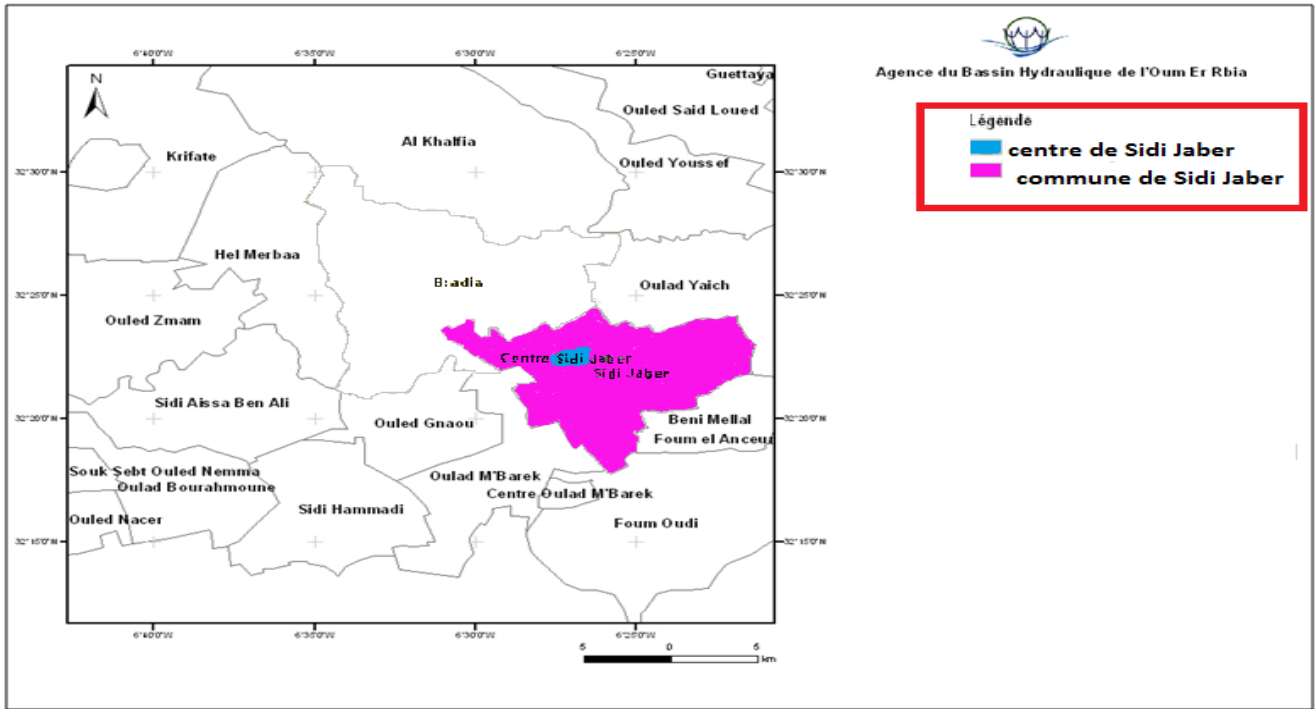 Agence du Bassin Hydraulique de l'Oum Er Rbia
Légende
centre de Sidi Jaber
commune de Sidi Jaber
6°40'0"W 6°35'0"W 6°30'0"W 6°25'0"W
N
Guettaya
Ouled Said Loued
Al Khalfia
Krifate
Ouled Youssef
32°30'0"N 32°30'0"N
Hel Merbaa
Bradia
Oulad Yaich
32°25'0"N 32°25'0"N
Ouled Zmam
Centre Sidi Jaber
Sidi Jaber
Sidi Aissa Ben Ali
Ouled Gnaou
Beni Mellal
32°20'0"N 32°20'0"N
Foum el Anceur
Souk Sebt Ouled Nemma
Oulad M'Barek
Oulad Bourahmoune
Centre Oulad M'Barek
Sidi Hammadi
Ouled Nacer
Foum Oudi
32°15'0"N 32°15'0"N
6°40'0"W 6°35'0"W 6°30'0"W 6°25'0"W
5 0 5
km